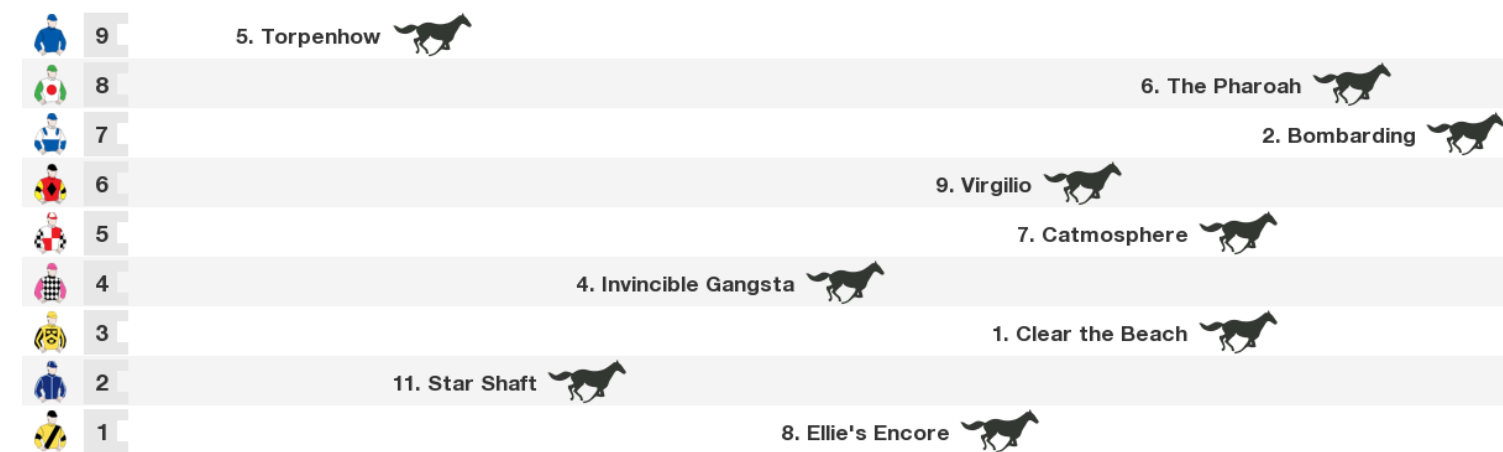 9 5. Torpenhow
8 6. The Pharoah
7 2. Bombarding
6 9. Virgilio
5 7. Catmosphere
4 4. Invincible Gangsta
3 1. Clear the Beach
2 11. Star Shaft
1 8. Ellie's Encore